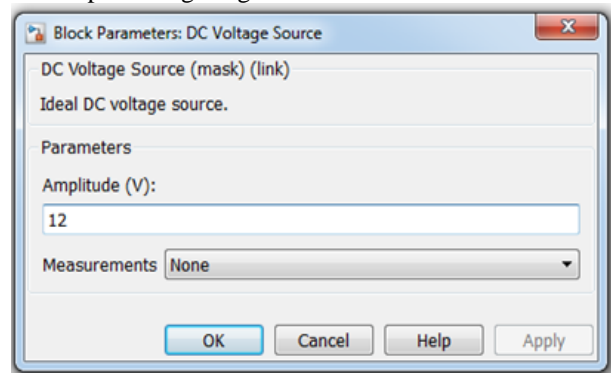 Block Parameters: DC Voltage Source
DC Voltage Source (mask) (link)
Ideal DC voltage source.
Parameters
Amplitude (V):
12
Measurements None
OK Cancel Help Apply